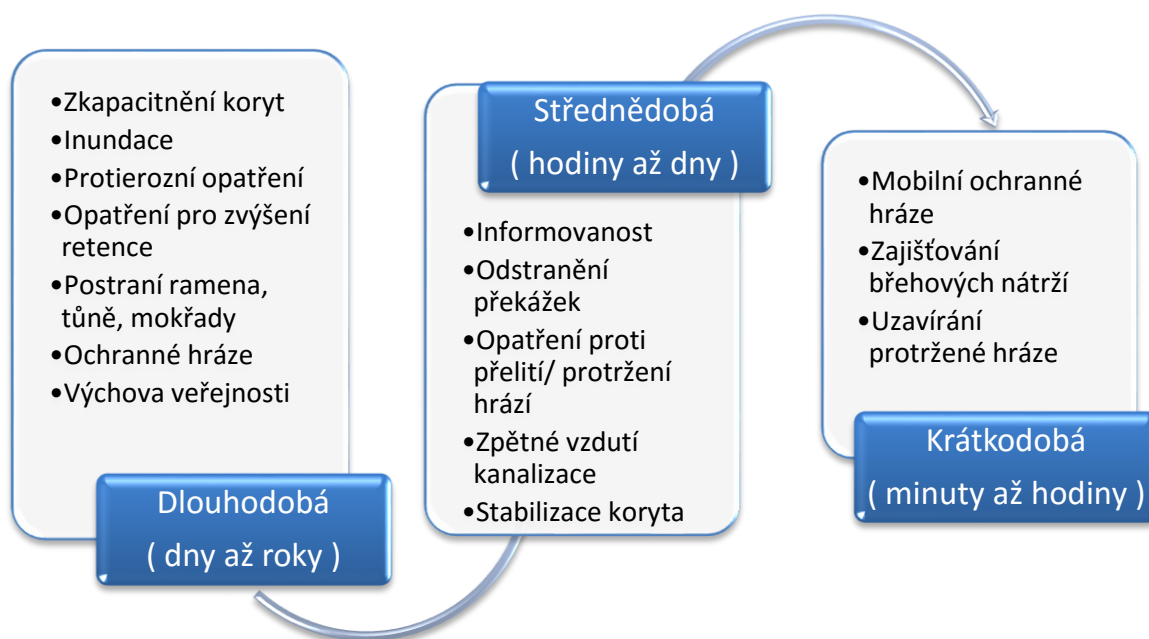 •Zkapacitnění koryt
•Inundace
•Protierozní opatření
•Opatření pro zvýšení
retence
•Postraní ramena,
tůně, mokřady
•Ochranné hráze
•Výchova veřejnosti
Dlouhodobá
( dny až roky )
Střednědobá
( hodiny až dny )
•Informovanost
•Odstranění
překážek
•Opatření proti
přelití/ protržení
hrází
•Zpětné vzdutí
kanalizace
•Stabilizace koryta
•Mobilní ochranné
hráze
•Zajišťování
břehových nátrží
•Uzavírání
protržené hráze
Krátkodobá
( minuty až hodiny )